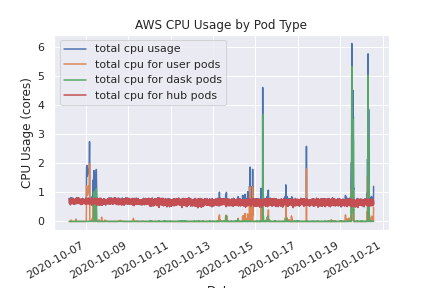 AWS CPU Usage by Pod Type
total cpu usage
total cpu for user pods
total cpu for dask pods
total cpu for hub pods
CPU Usage (cores)
6
5
4
3
2
1
0
2020-10-07
2020-10-09
2020-10-11
2020-10-13
2020-10-15
2020-10-17
2020-10-19
2020-10-21